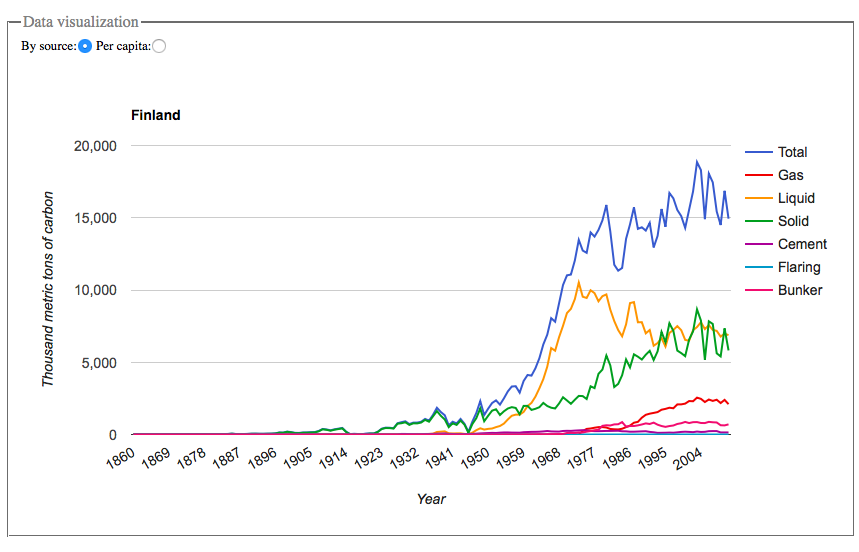 Data visualization
By source: Per capita:
Finland
20,000
15,000
10,000
5,000
0
Thousand metric tons of carbon
1860 1869 1878 1887 1896 1905 1914 1923 1932 1941 1950 1959 1968 1977 1986 1995 2004
Year
Total
Gas
Liquid
Solid
Cement
Flaring
Bunker